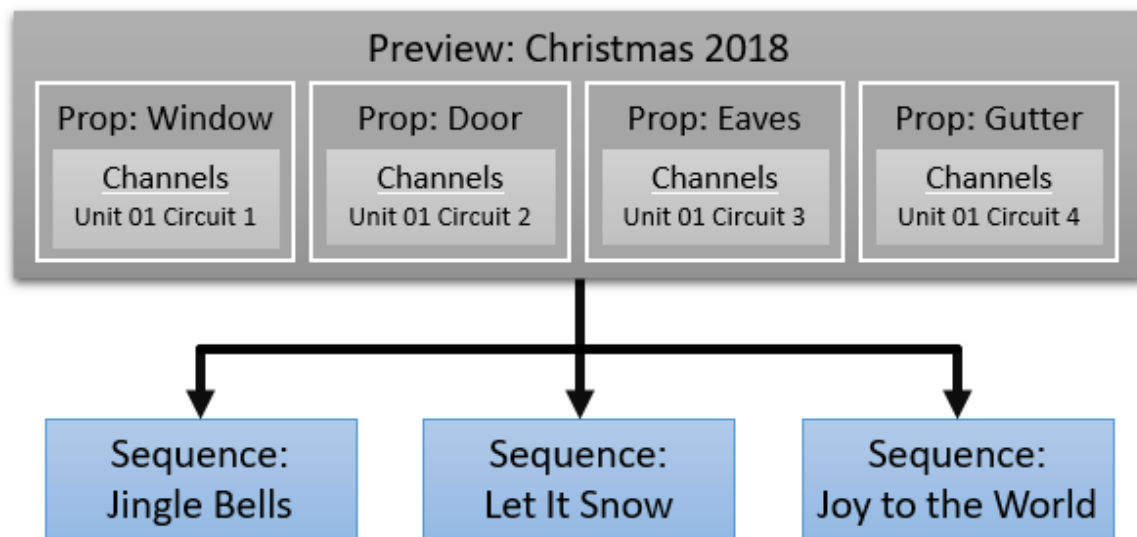 Preview: Christmas 2018
Prop: Window
Channels
Unit 01 Circuit 1
Prop: Door
Channels
Unit 01 Circuit 2
Prop: Eaves
Channels
Unit 01 Circuit 3
Prop: Gutter
Channels
Unit 01 Circuit 4
Sequence:
Jingle Bells
Sequence:
Let It Snow
Sequence:
Joy to the World